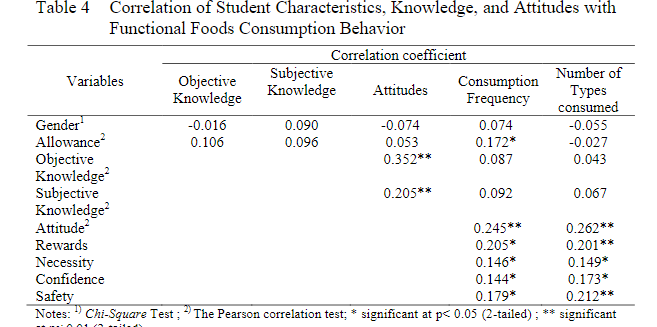 Table 4 Correlation of Student Characteristics, Knowledge, and Attitudes with
Functional Foods Consumption Behavior
Correlation coefficient
Variables Objective Knowledge Subjective Knowledge Attitudes Consumption Frequency Number of Types consumed
Gender¹ -0.016 0.090 -0.074 0.074 -0.055
Allowance² 0.106 0.096 0.053 0.172* -0.027
Objective Knowledge² 0.352** 0.087 0.043
Subjective Knowledge² 0.205** 0.092 0.067
Attitude² 0.245** 0.262**
Rewards 0.205* 0.201**
Necessity 0.146* 0.149*
Confidence 0.144* 0.173*
Safety 0.179* 0.212**
Notes: ¹⁾ Chi-Square Test ; ²⁾ The Pearson correlation test; * significant at p< 0.05 (2-tailed) ; ** significant